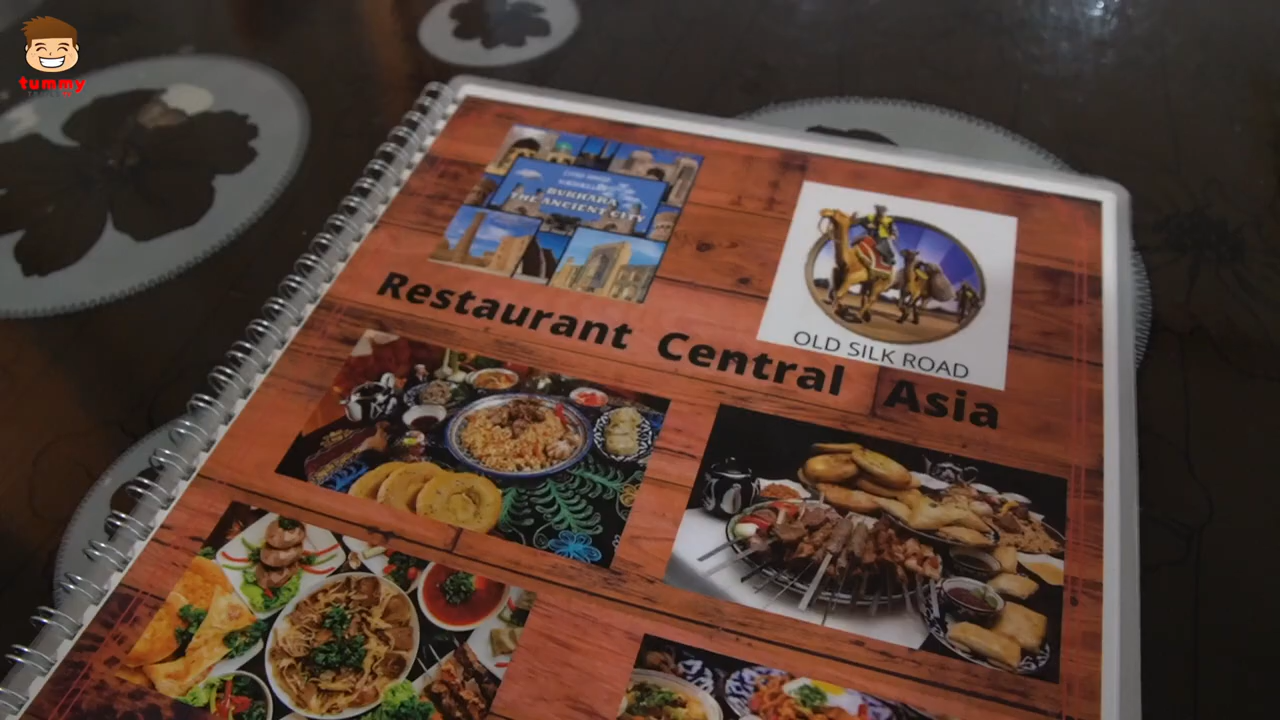 tummy
BUKHARA
THE ANCIENT CITY
OLD SILK ROAD
Restaurant Central Asia